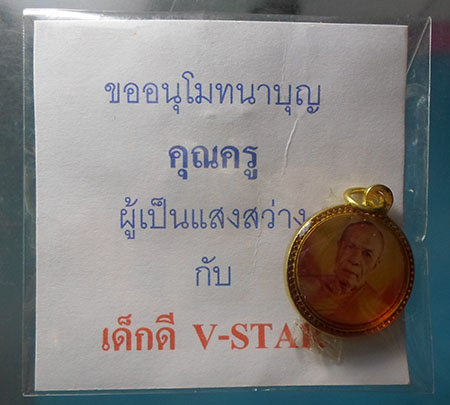 ขออนุโมทนาบุญ
คุณครู
ผู้เป็นแสงสว่าง
กับ
เด็กดี V-STAR